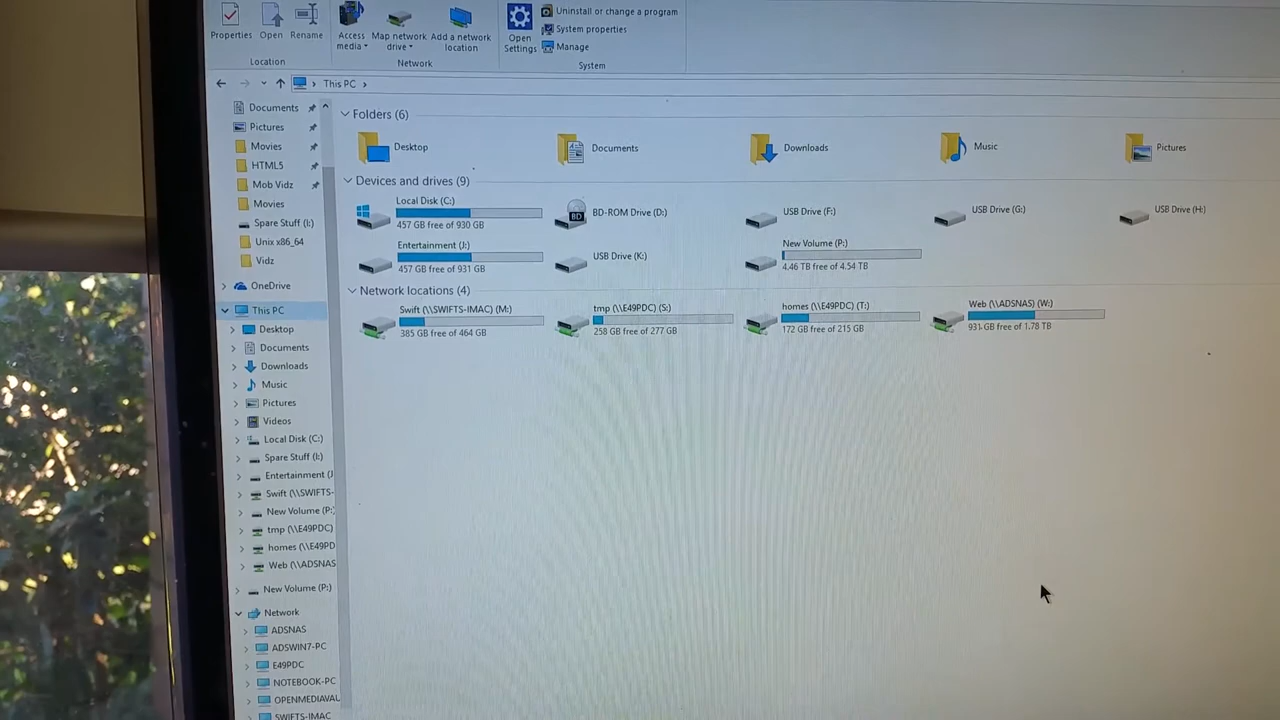 Properties Open Rename
Access media
Map network drive
Add a network location
Open Settings
Uninstall or change a program
System properties
Manage
Location
Network
System
This PC
Documents
Pictures
Movies
HTML5
Mob Vidz
Movies
Spare Stuff (I:)
Unix x86_64
Vidz
OneDrive
This PC
Desktop
Documents
Downloads
Music
Pictures
Videos
Local Disk (C:)
Spare Stuff (I:)
Entertainment (J
Swift (\\SWIFTS-
New Volume (P:
tmp (\\E49PDC)
homes (\\E49PD
Web (\\ADSNAS
New Volume (P:)
Network
ADSNAS
ADSWIN7-PC
E49PDC
NOTEBOOK-PC
OPENMEDIAVAL
SWIFTS-IMAC
Folders (6)
Desktop
Documents
Downloads
Music
Pictures
Devices and drives (9)
Local Disk (C:)
457 GB free of 930 GB
BD
BD-ROM Drive (D:)
USB Drive (F:)
USB Drive (G:)
USB Drive (H:)
Entertainment (J:)
457 GB free of 931 GB
USB Drive (K:)
New Volume (P:)
4.46 TB free of 4.54 TB
Network locations (4)
Swift (\\SWIFTS-IMAC) (M:)
385 GB free of 464 GB
tmp (\\E49PDC) (S:)
258 GB free of 277 GB
homes (\\E49PDC) (T:)
172 GB free of 215 GB
Web (\\ADSNAS) (W:)
931 GB free of 1.78 TB